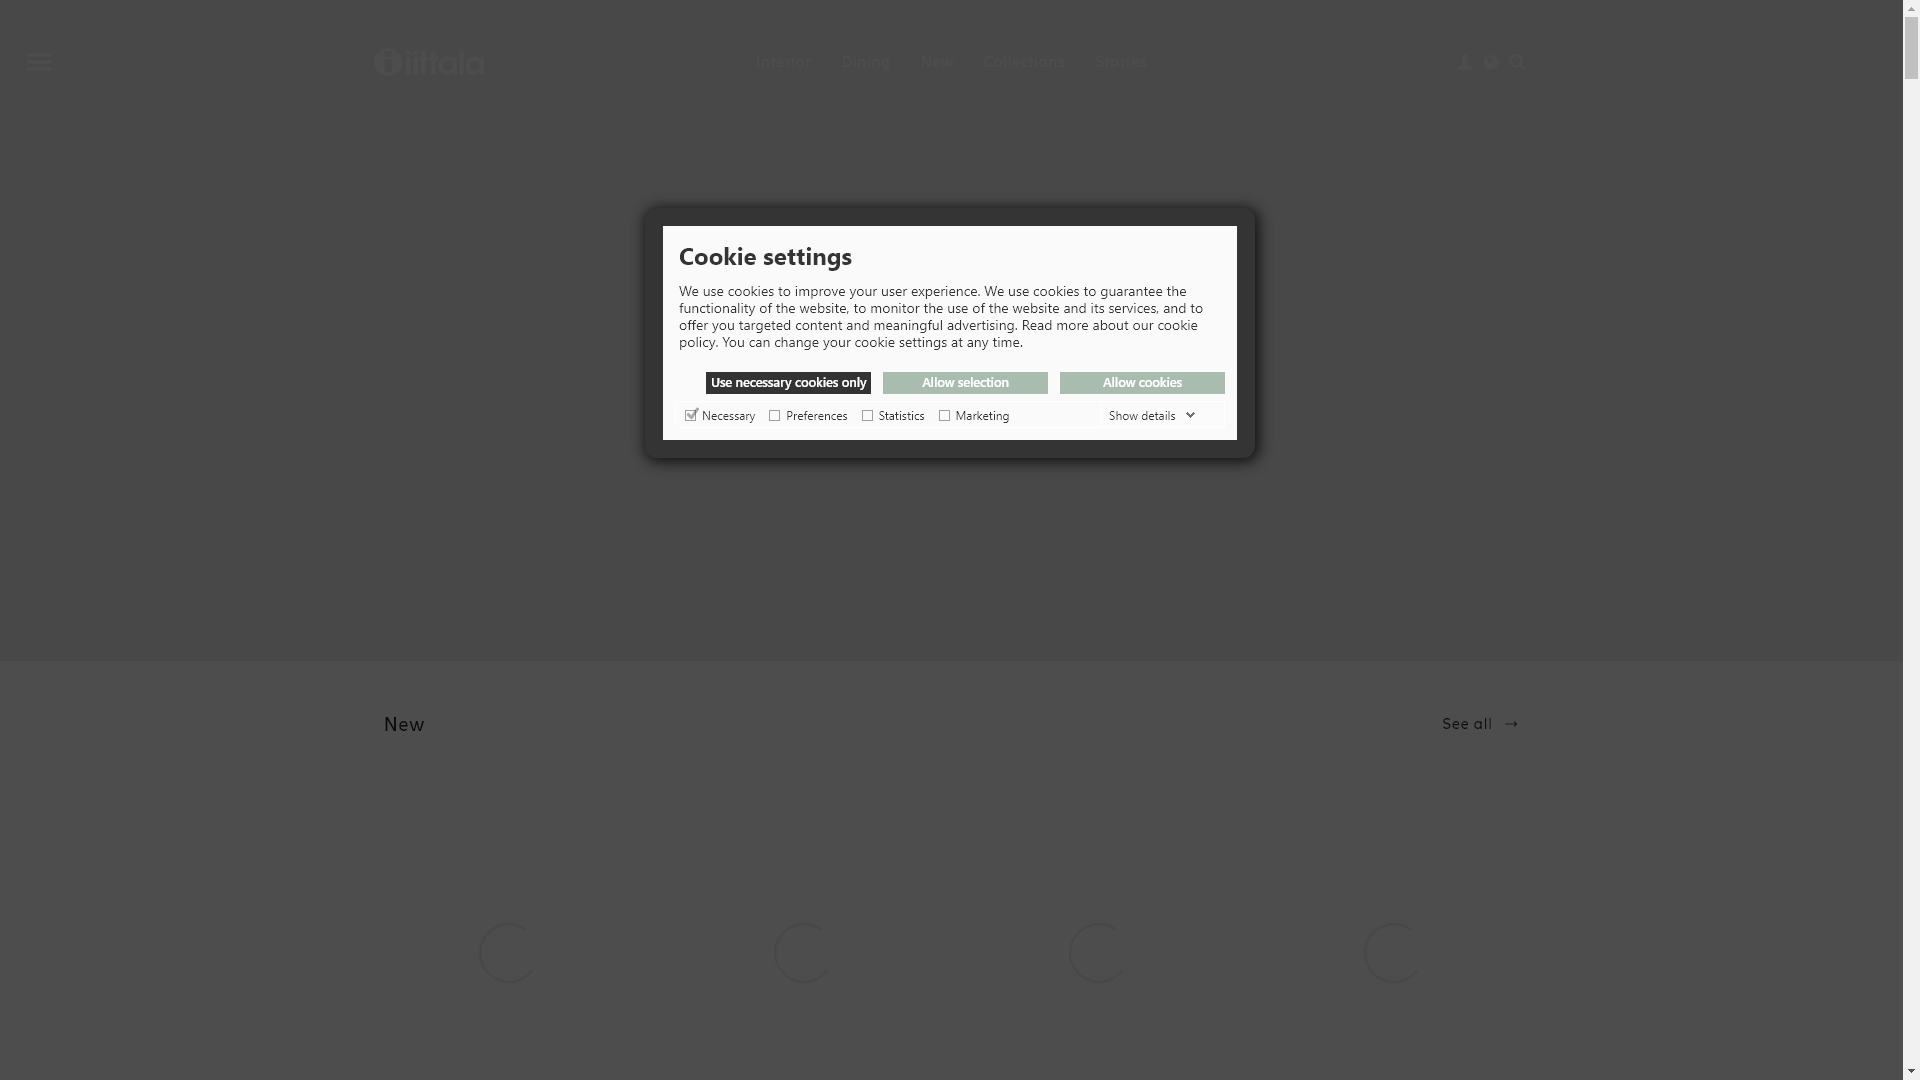 iittala
Interior Dining New Collections Stories
Cookie settings
We use cookies to improve your user experience. We use cookies to guarantee the
functionality of the website, to monitor the use of the website and its services, and to
offer you targeted content and meaningful advertising. Read more about our cookie
policy. You can change your cookie settings at any time.
Use necessary cookies only Allow selection Allow cookies
Necessary Preferences Statistics Marketing Show details
New See all →